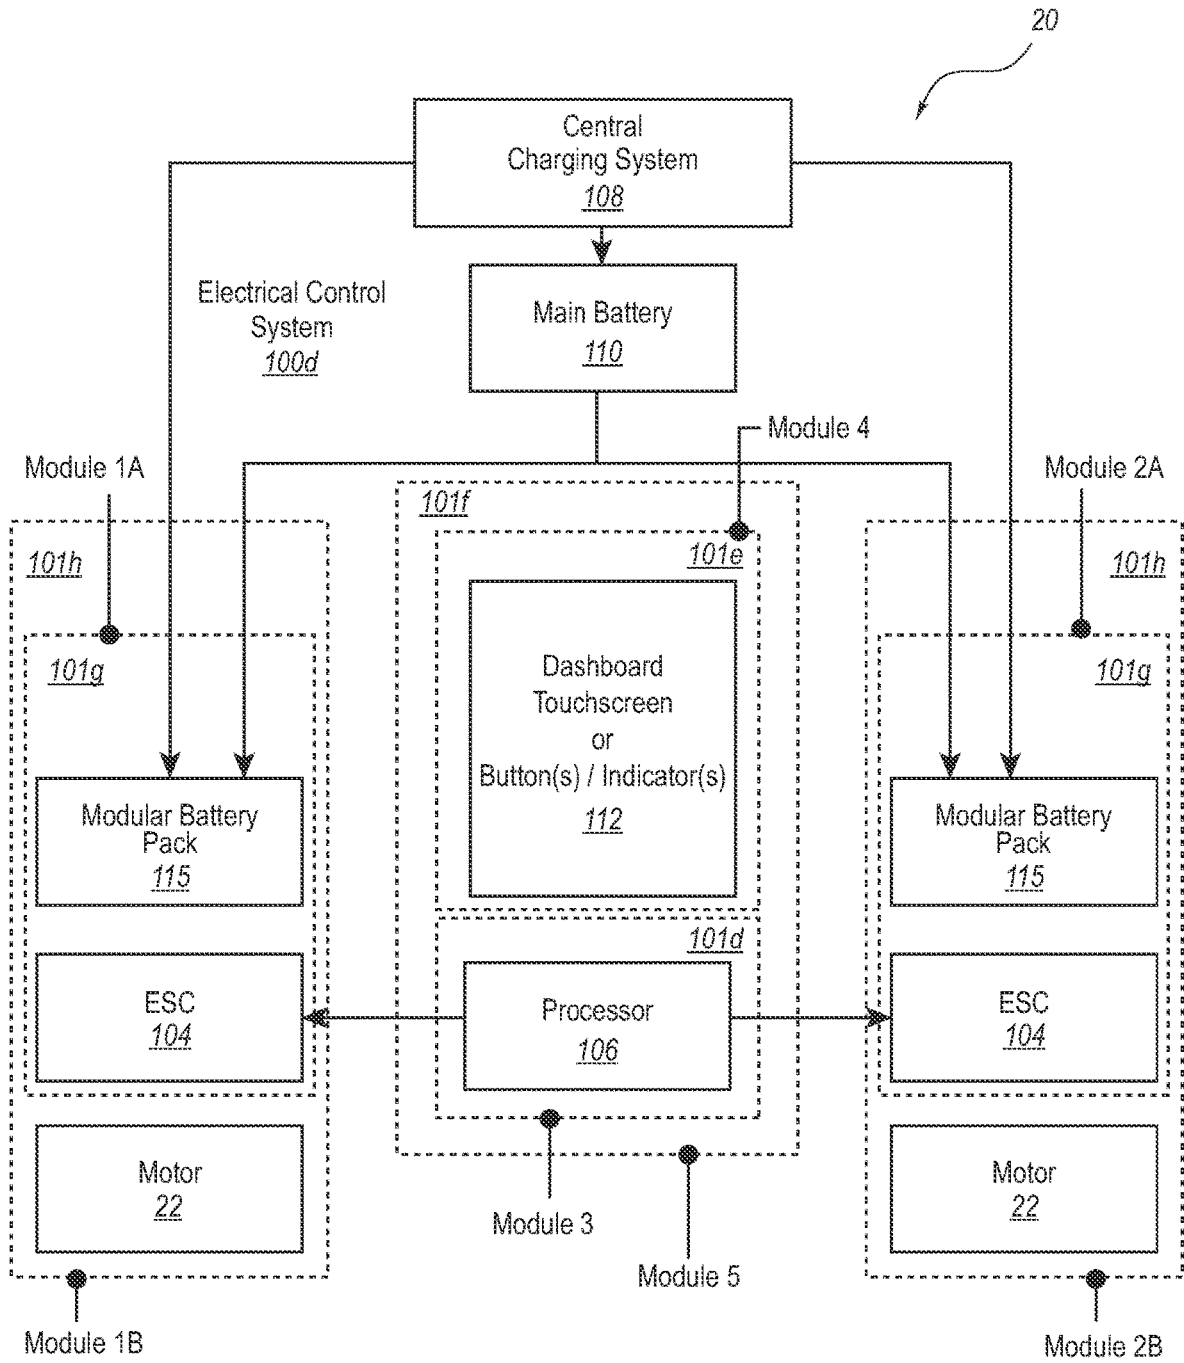 20
Central
Charging System
108
Electrical Control
System
100d
Main Battery
110
Module 4
Module 1A
Module 2A
101f
101h
101e
101h
101g
101g
Dashboard
Touchscreen
or
Button(s) / Indicator(s)
112
Modular Battery
Pack
115
Modular Battery
Pack
115
101d
ESC
104
Processor
106
ESC
104
Motor
22
Motor
22
Module 3
Module 5
Module 1B
Module 2B